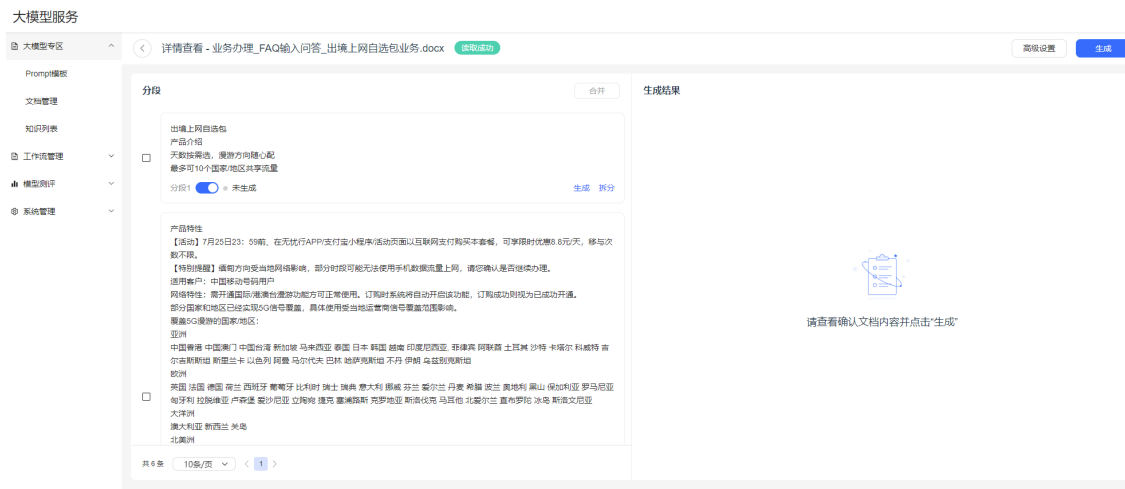 大模型服务
大模型专区
Prompt模板
文档管理
知识列表
工作流管理
模型测评
系统管理
详情查看 - 业务办理_FAQ输入问答_出境上网自选包业务.docx 读取成功
高级设置
生成
分段
合并
出境上网自选包
产品介绍
天数按需选，漫游方向随心配
最多可10个国家/地区共享流量
分段1 未生成
生成 拆分
产品特性
【活动】7月25日23：59前，在无忧行APP/支付宝小程序/活动页面以互联网支付购买本套餐，可享限时优惠8.8元/天，移与次
数不限。
【特别提醒】缅甸方向受当地网络影响，部分时段可能无法使用手机数据流量上网，请您确认是否继续办理。
适用客户：中国移动号码用户
网络特性：需开通国际/港澳台漫游功能方可正常使用。订购时系统将自动开启该功能，订购成功则视为已成功开通。
部分国家和地区已经实现5G信号覆盖，具体使用受当地运营商信号覆盖范围影响。
覆盖5G漫游的国家/地区：
亚洲
中国香港 中国澳门 中国台湾 新加坡 马来西亚 泰国 日本 韩国 越南 印度尼西亚 菲律宾 阿联酋 土耳其 沙特 卡塔尔 科威特 吉
尔吉斯斯坦 斯里兰卡 以色列 阿曼 马尔代夫 巴林 哈萨克斯坦 不丹 伊朗 乌兹别克斯坦
欧洲
英国 法国 德国 荷兰 西班牙 葡萄牙 比利时 瑞士 瑞典 意大利 挪威 芬兰 爱尔兰 丹麦 希腊 波兰 奥地利 黑山 保加利亚 罗马尼亚
匈牙利 拉脱维亚 卢森堡 爱沙尼亚 立陶宛 捷克 塞浦路斯 克罗地亚 斯洛伐克 马耳他 北爱尔兰 直布罗陀 冰岛 斯洛文尼亚
大洋洲
澳大利亚 新西兰 关岛
北美洲
共 6 条 10条/页 1
生成结果
请查看确认文档内容并点击“生成”